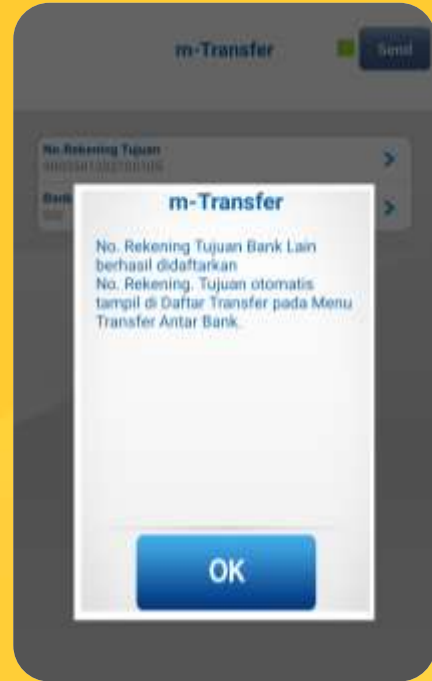 m-Transfer
Send
No. Rekening Tujuan
Bank
m-Transfer
No. Rekening Tujuan Bank Lain
berhasil didaftarkan
No. Rekening. Tujuan otomatis
tampil di Daftar Transfer pada Menu
Transfer Antar Bank.
OK